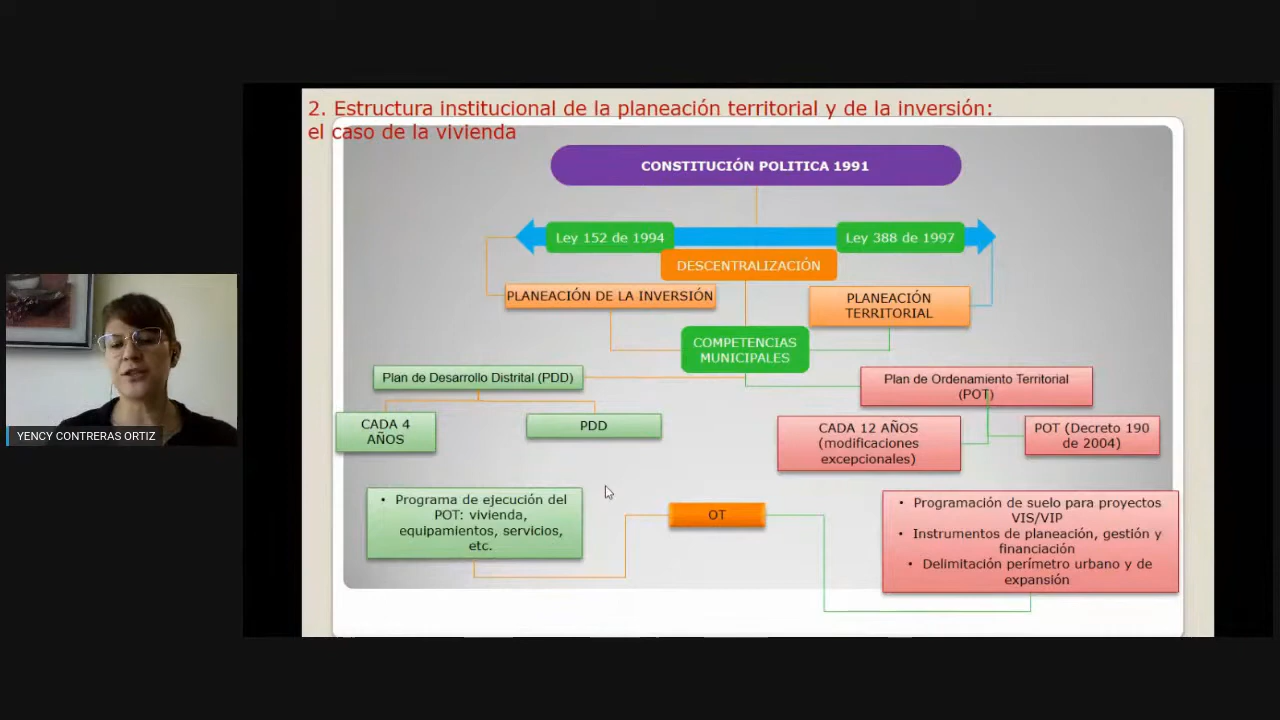 2. Estructura institucional de la planeación territorial y de la inversión:
el caso de la vivienda
CONSTITUCIÓN POLITICA 1991
Ley 152 de 1994
Ley 388 de 1997
DESCENTRALIZACIÓN
PLANEACIÓN DE LA INVERSIÓN
PLANEACIÓN
TERRITORIAL
COMPETENCIAS
MUNICIPALES
Plan de Desarrollo Distrital (PDD)
Plan de Ordenamiento Territorial
(POT)
CADA 4
AÑOS
PDD
CADA 12 AÑOS
(modificaciones
excepcionales)
POT (Decreto 190
de 2004)
• Programa de ejecución del
POT: vivienda,
equipamientos, servicios,
etc.
OT
• Programación de suelo para proyectos
VIS/VIP
• Instrumentos de planeación, gestión y
financiación
• Delimitación perímetro urbano y de
expansión
YENCY CONTRERAS ORTIZ